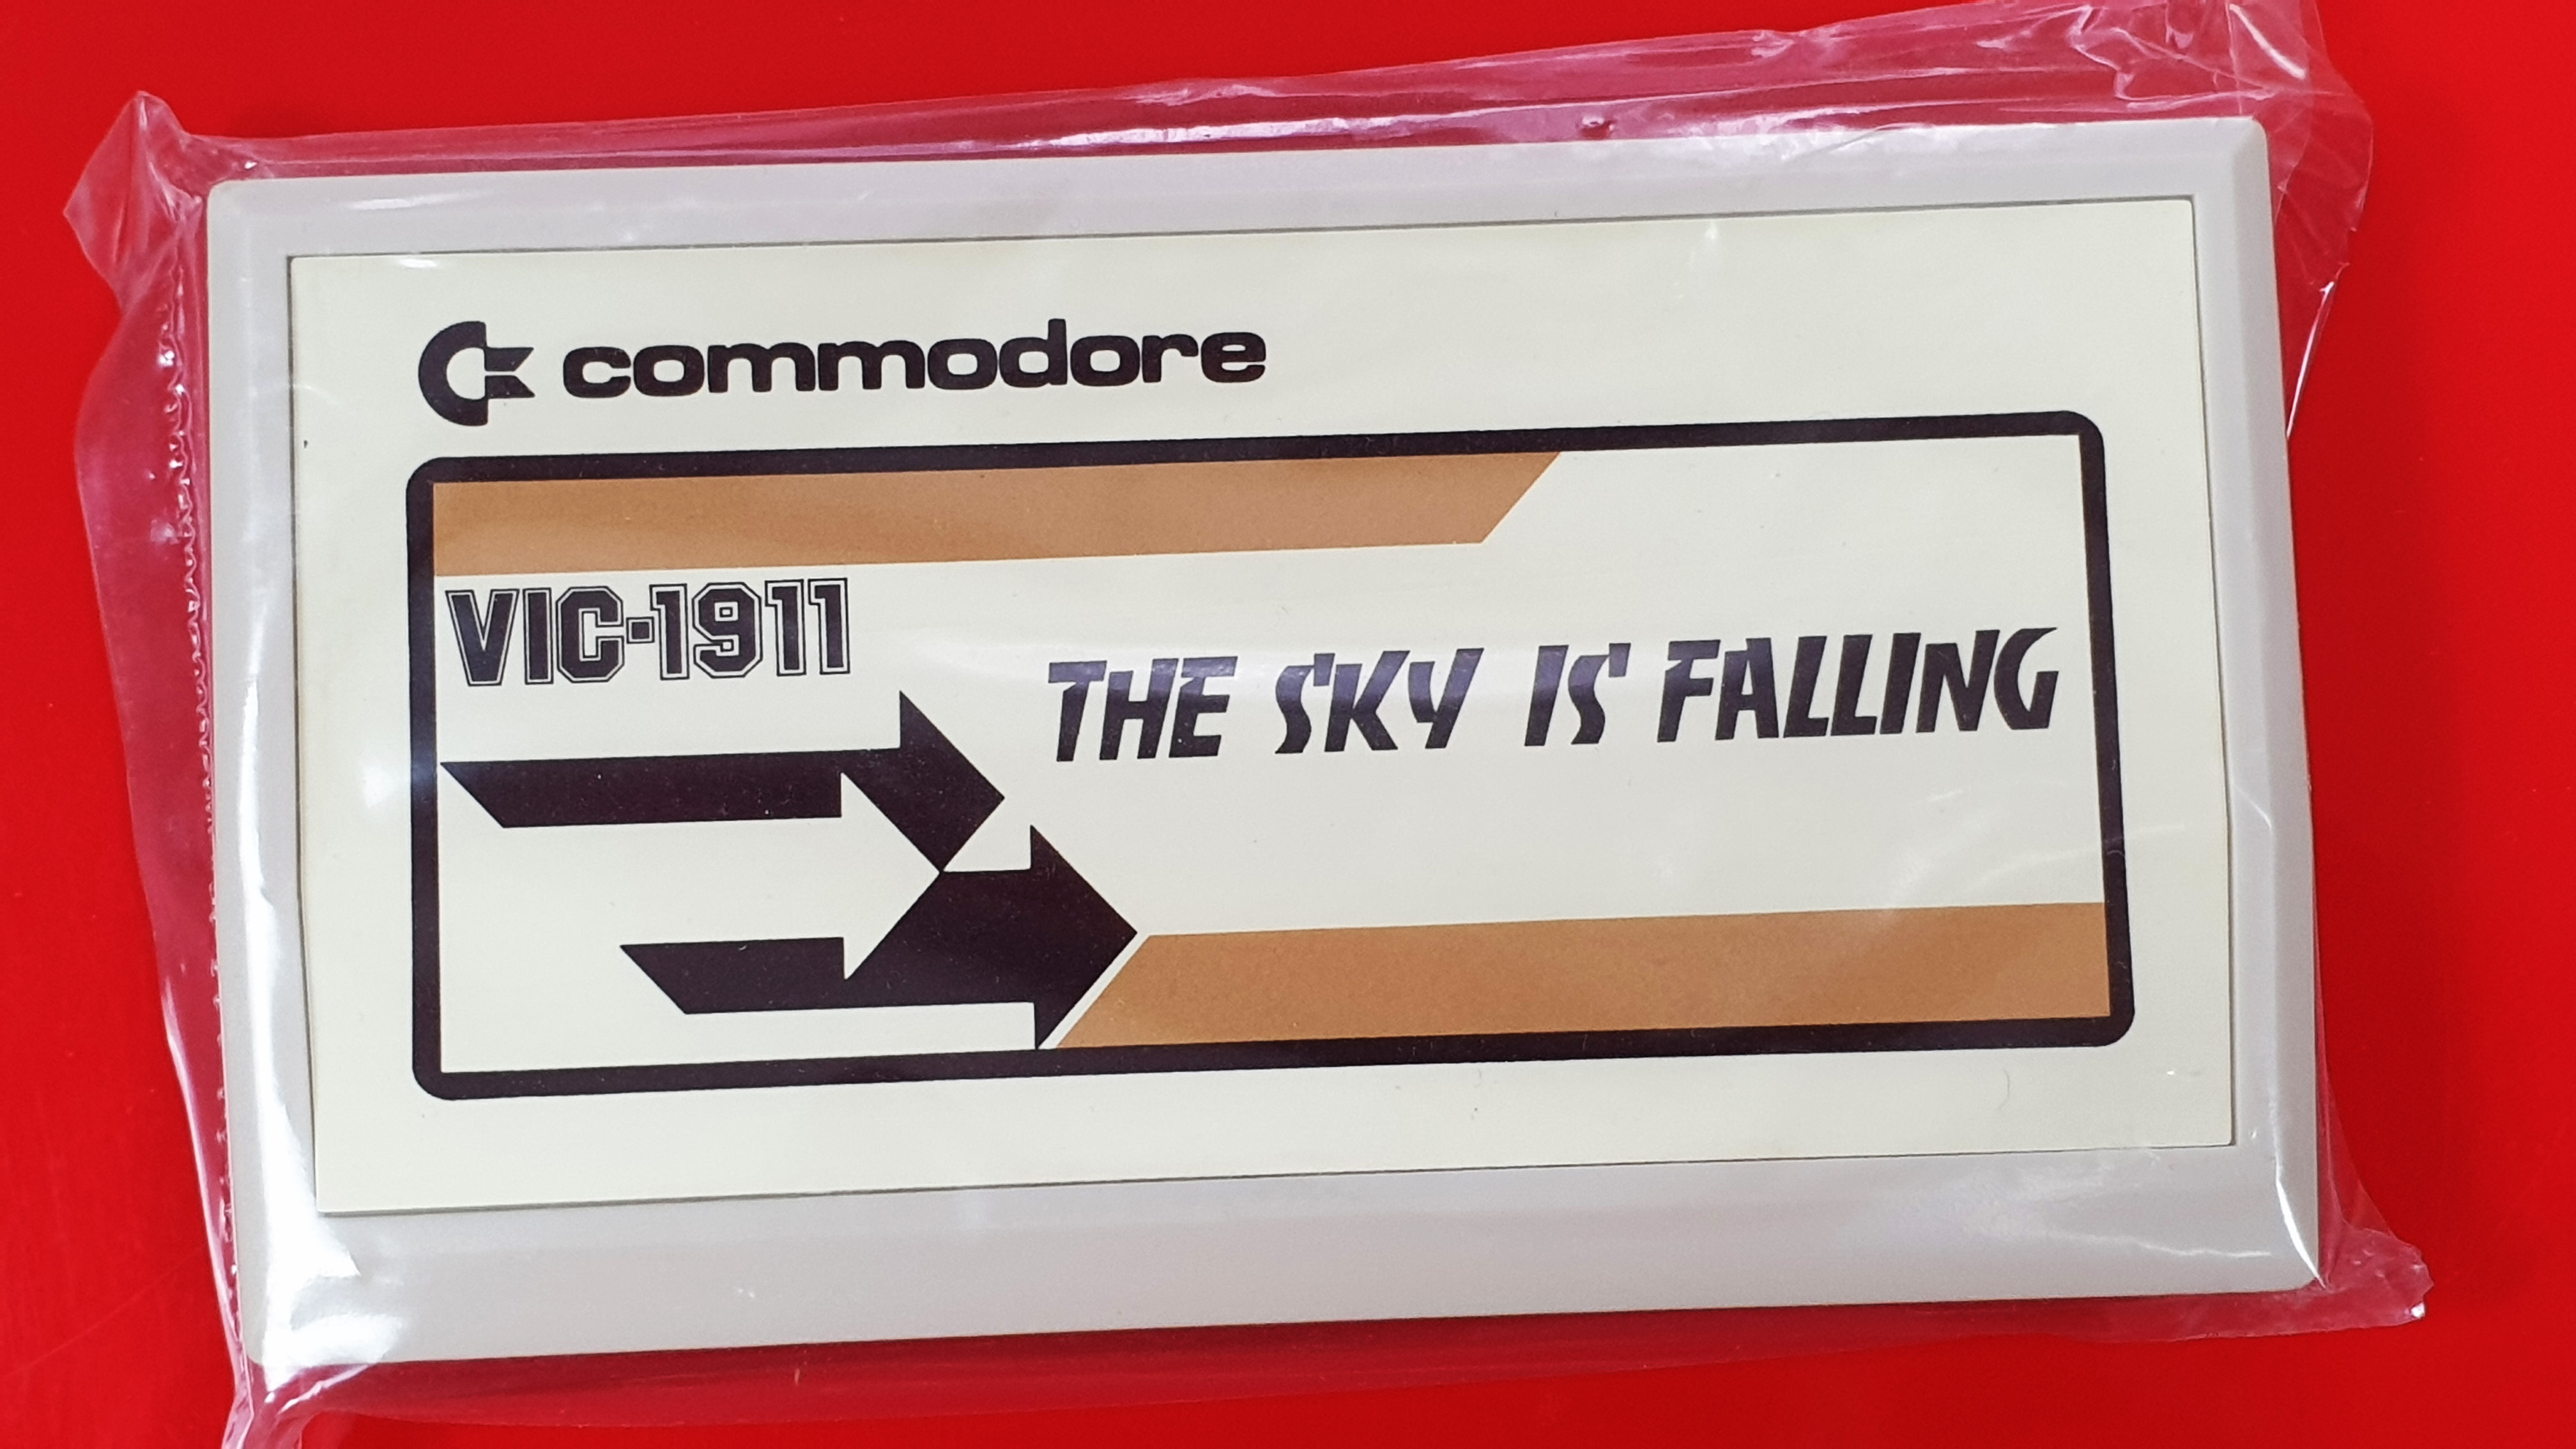 commodore
VIC-1911
THE SKY IS FALLING